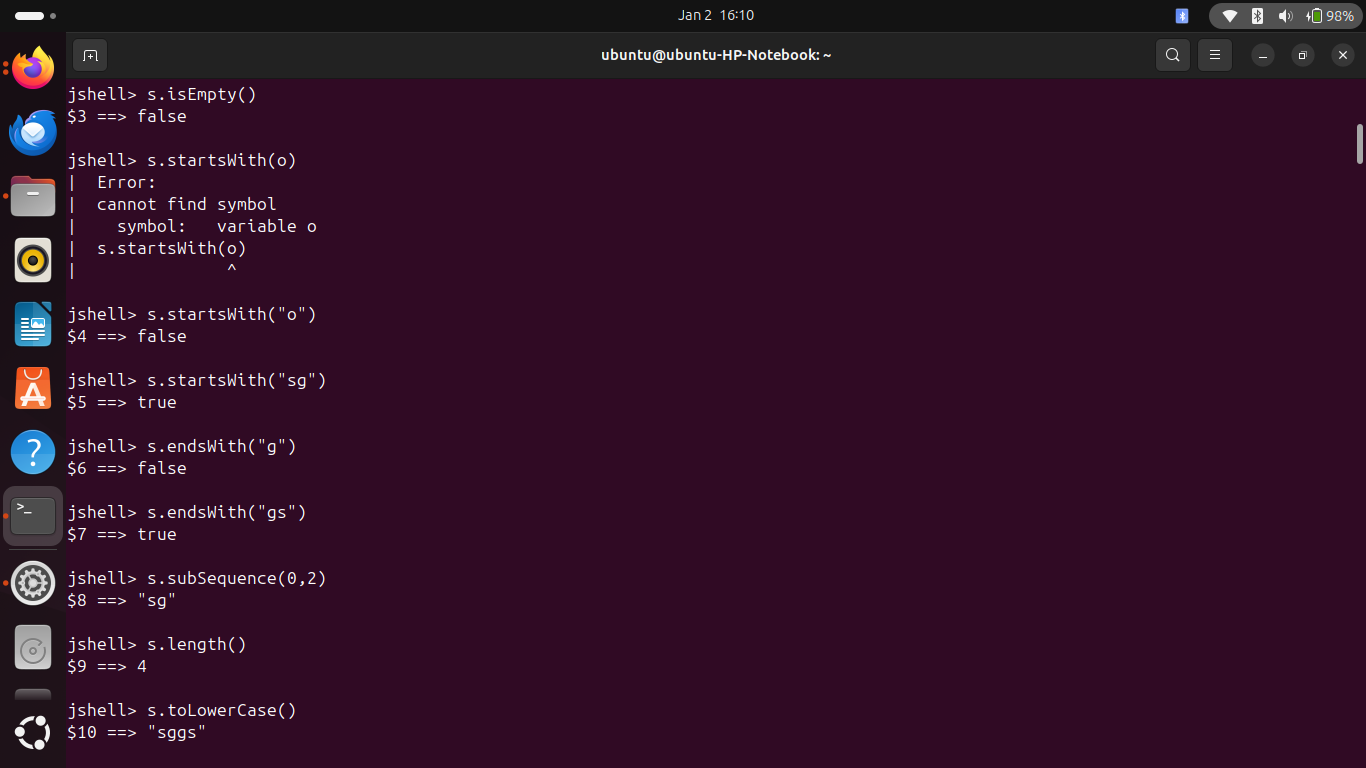 Jan 2 16:10
98%
ubuntu@ubuntu-HP-Notebook: ~
jshell> s.isEmpty()
$3 ==> false
jshell> s.startsWith(o)
|  Error:
|  cannot find symbol
|    symbol:   variable o
|  s.startsWith(o)
|               ^
jshell> s.startsWith("o")
$4 ==> false
jshell> s.startsWith("sg")
$5 ==> true
jshell> s.endsWith("g")
$6 ==> false
jshell> s.endsWith("gs")
$7 ==> true
jshell> s.subSequence(0,2)
$8 ==> "sg"
jshell> s.length()
$9 ==> 4
jshell> s.toLowerCase()
$10 ==> "sggs"